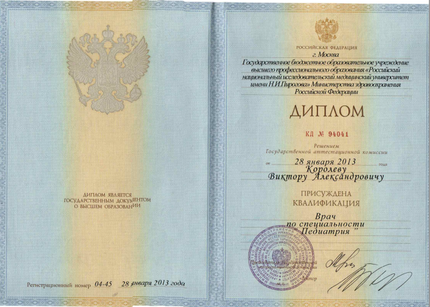 ДИПЛОМ ЯВЛЯЕТСЯ
ГОСУДАРСТВЕННЫМ ДОКУМЕНТОМ
О ВЫСШЕМ ОБРАЗОВАНИИ
Регистрационный номер 04-45 28 января 2013 года
РОССИЙСКАЯ ФЕДЕРАЦИЯ
г. Москва
Государственное бюджетное образовательное учреждение
высшего профессионального образования «Российский
национальный исследовательский медицинский университет
имени Н.И.Пирогова» Министерства здравоохранения
Российской Федерации
ДИПЛОМ
КД № 94041
Решением
Государственной аттестационной комиссии
от 28 января 2013
Королеву
Виктору Александровичу
ПРИСУЖДЕНА
КВАЛИФИКАЦИЯ
Врач
по специальности
"Педиатрия"